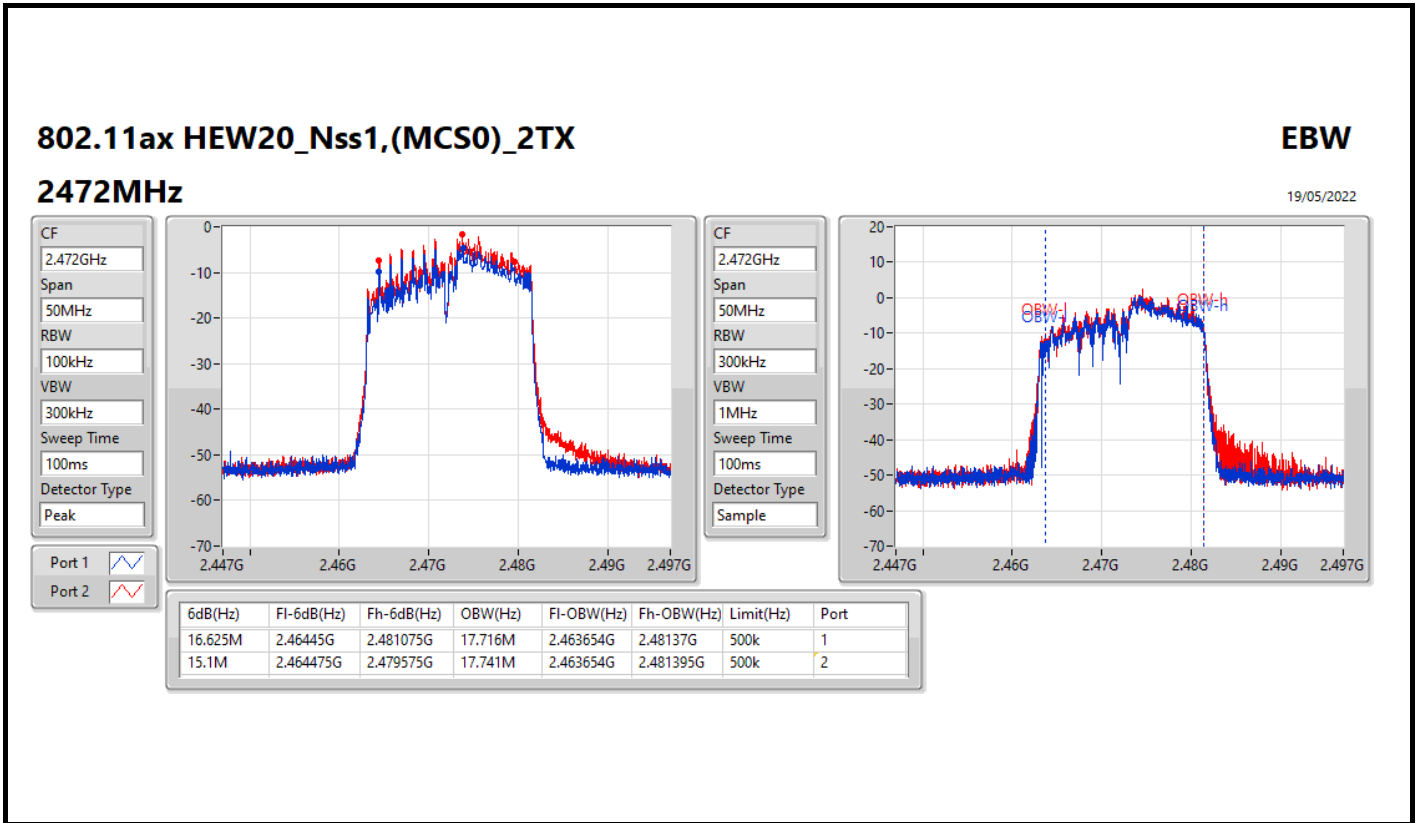 802.11ax HEW20_Nss1,(MCS0)_2TX
EBW
2472MHz
19/05/2022
CF
2.472GHz
Span
50MHz
RBW
100kHz
VBW
300kHz
Sweep Time
100ms
Detector Type
Peak
Port 1
Port 2
0
-10
-20
-30
-40
-50
-60
-70
2.447G 2.46G 2.47G 2.48G 2.49G 2.497G
CF
2.472GHz
Span
50MHz
RBW
300kHz
VBW
1MHz
Sweep Time
100ms
Detector Type
Sample
20
10
0
-10
-20
-30
-40
-50
-60
-70
OBW-l
OBW-l
OBW-h
OBW-h
2.447G 2.46G 2.47G 2.48G 2.49G 2.497G
6dB(Hz) Fl-6dB(Hz) Fh-6dB(Hz) OBW(Hz) Fl-OBW(Hz) Fh-OBW(Hz) Limit(Hz) Port
16.625M 2.46445G 2.481075G 17.716M 2.463654G 2.48137G 500k 1
15.1M 2.464475G 2.479575G 17.741M 2.463654G 2.481395G 500k 2